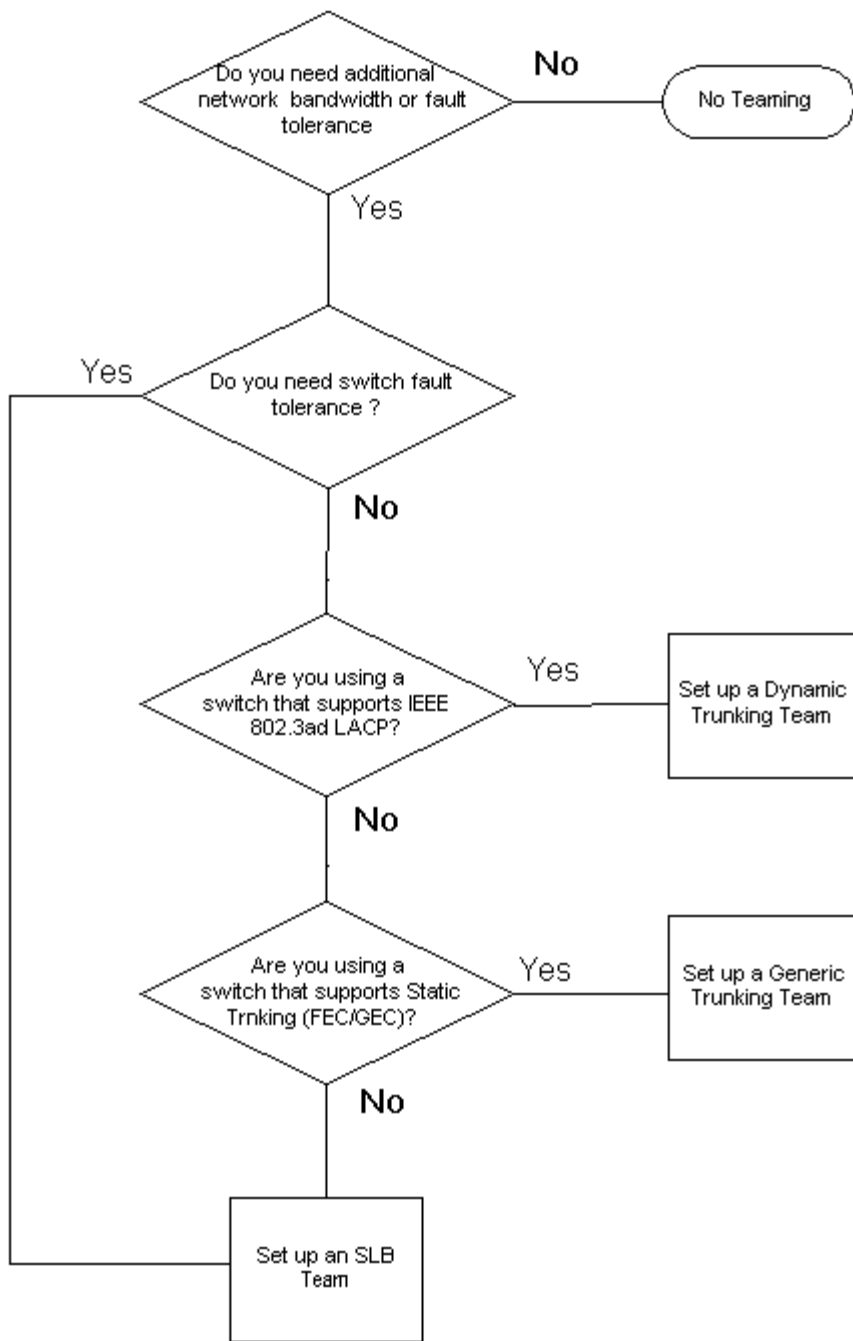 Do you need additional
network bandwidth or fault
tolerance
No
No Teaming
Yes
Yes
Do you need switch fault
tolerance ?
No
Are you using a
switch that supports IEEE
802.3ad LACP?
Yes
Set up a Dynamic
Trunking Team
No
Are you using a
switch that supports Static
Trnking (FEC/GEC)?
Yes
Set up a Generic
Trunking Team
No
Set up an SLB
Team